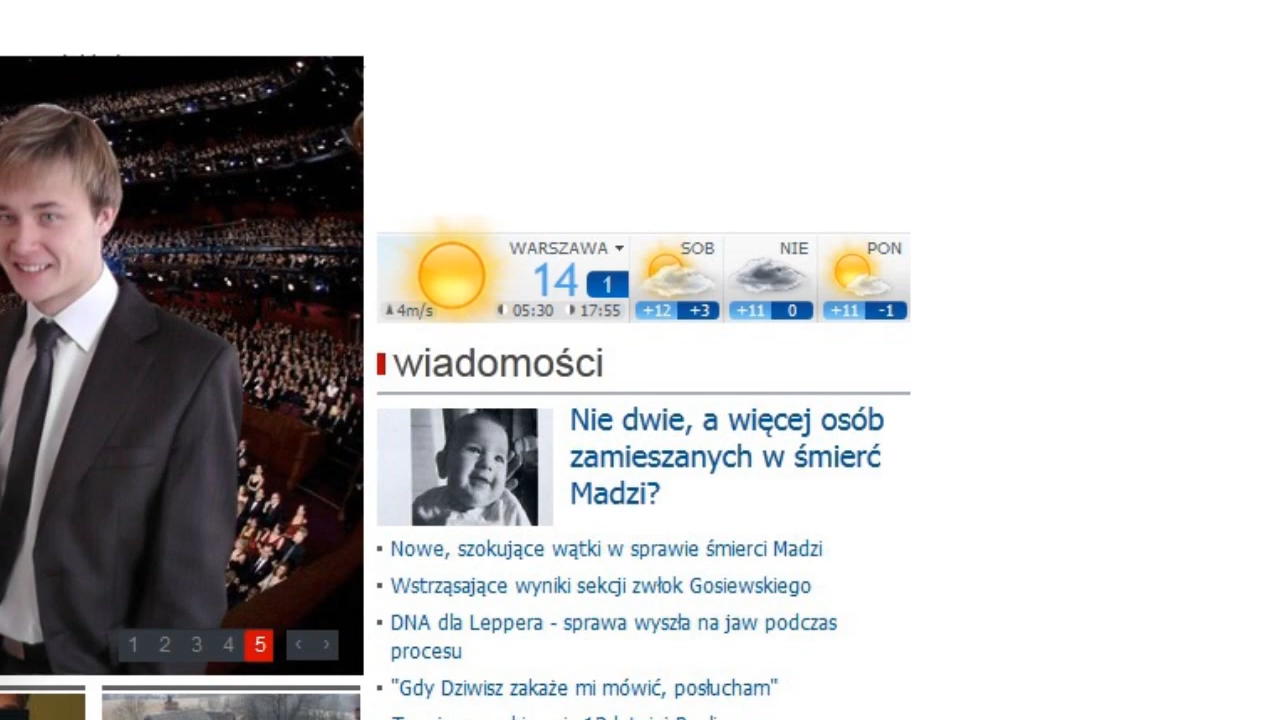 WARSZAWA
14 1
4m/s 05:30 17:55
SOB
+12 +3
NIE
+11 0
PON
+11 -1
wiadomości
Nie dwie, a więcej osób
zamieszanych w śmierć
Madzi?
Nowe, szokujące wątki w sprawie śmierci Madzi
Wstrząsające wyniki sekcji zwłok Gosiewskiego
DNA dla Leppera - sprawa wyszła na jaw podczas
procesu
"Gdy Dziwisz zakaże mi mówić, posłucham"
1 2 3 4 5 ‹ ›